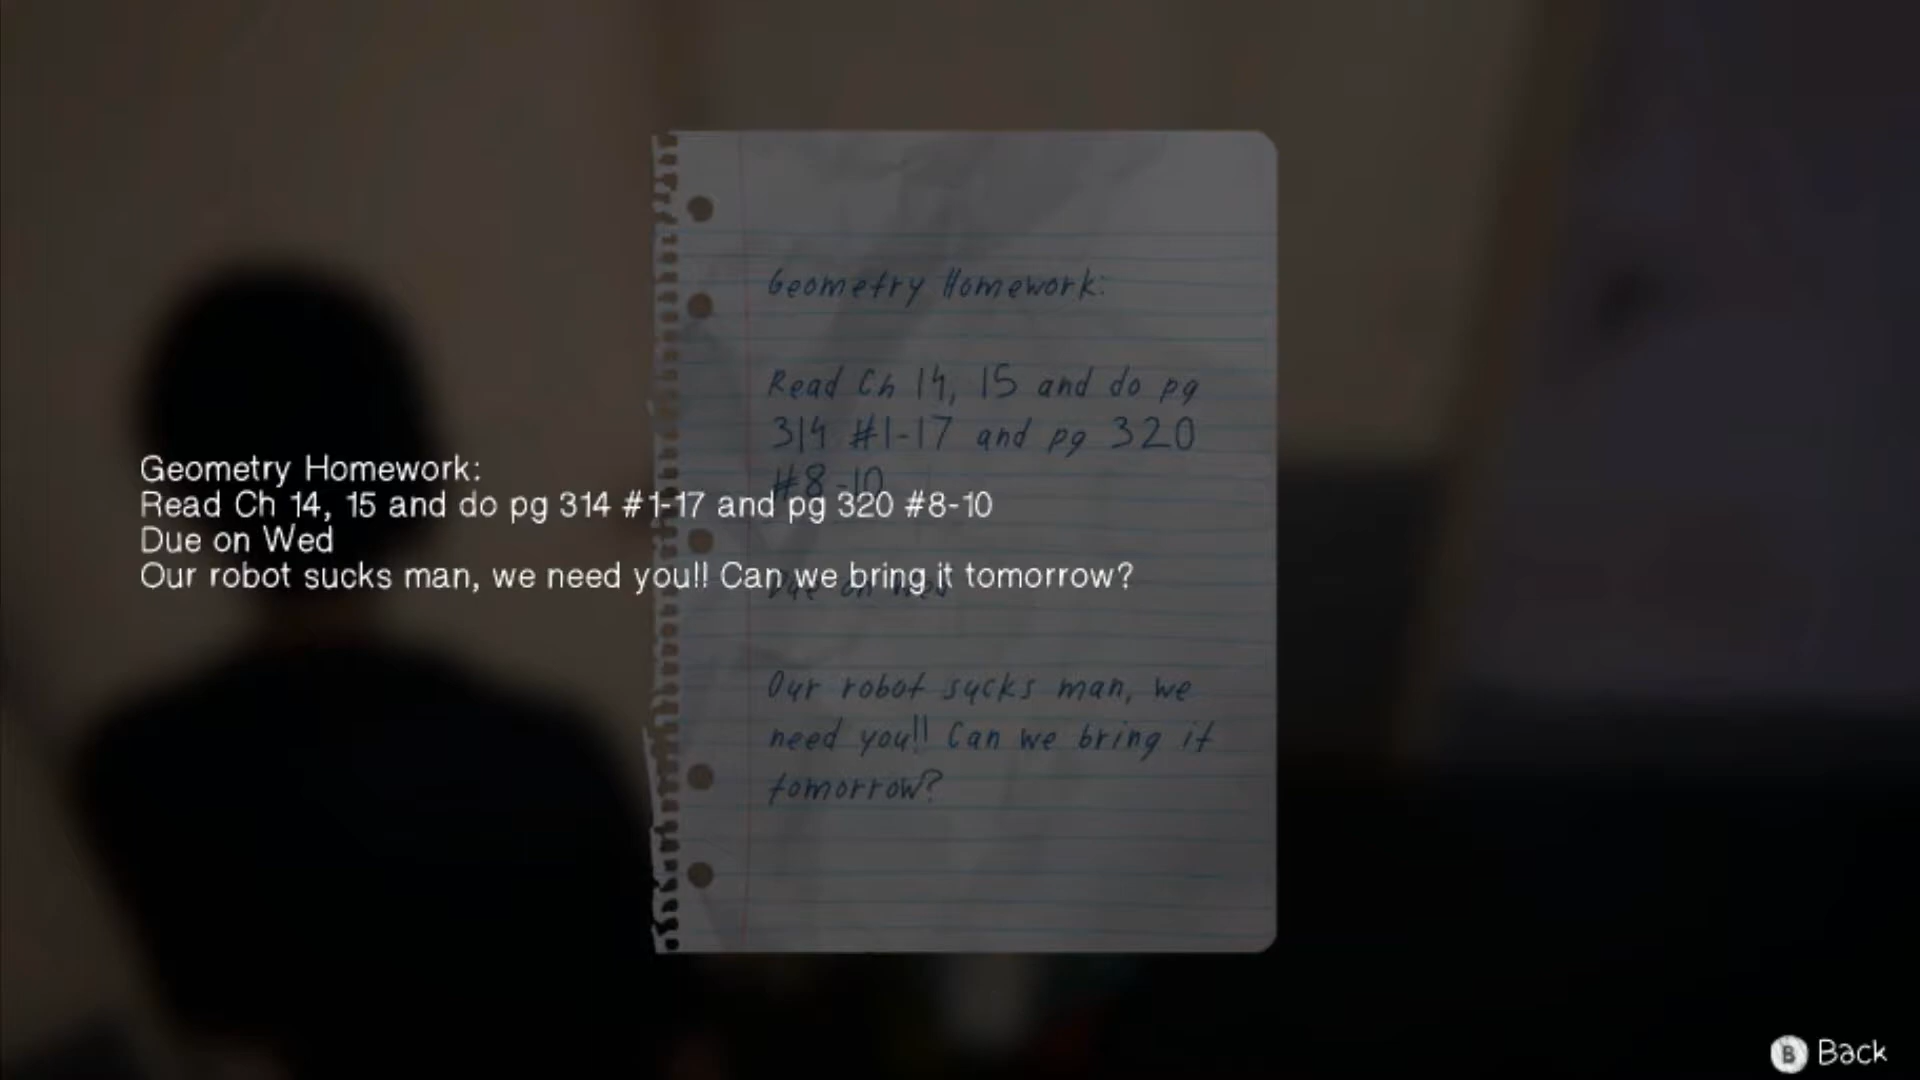 Geometry Homework:
Read Ch 14, 15 and do pg
314 #1-17 and pg 320
#8-10
Due on Wed
Our robot sucks man, we
need you!! Can we bring it
tomorrow?
Geometry Homework:
Read Ch 14, 15 and do pg 314 #1-17 and pg 320 #8-10
Due on Wed
Our robot sucks man, we need you!! Can we bring it tomorrow?
B Back